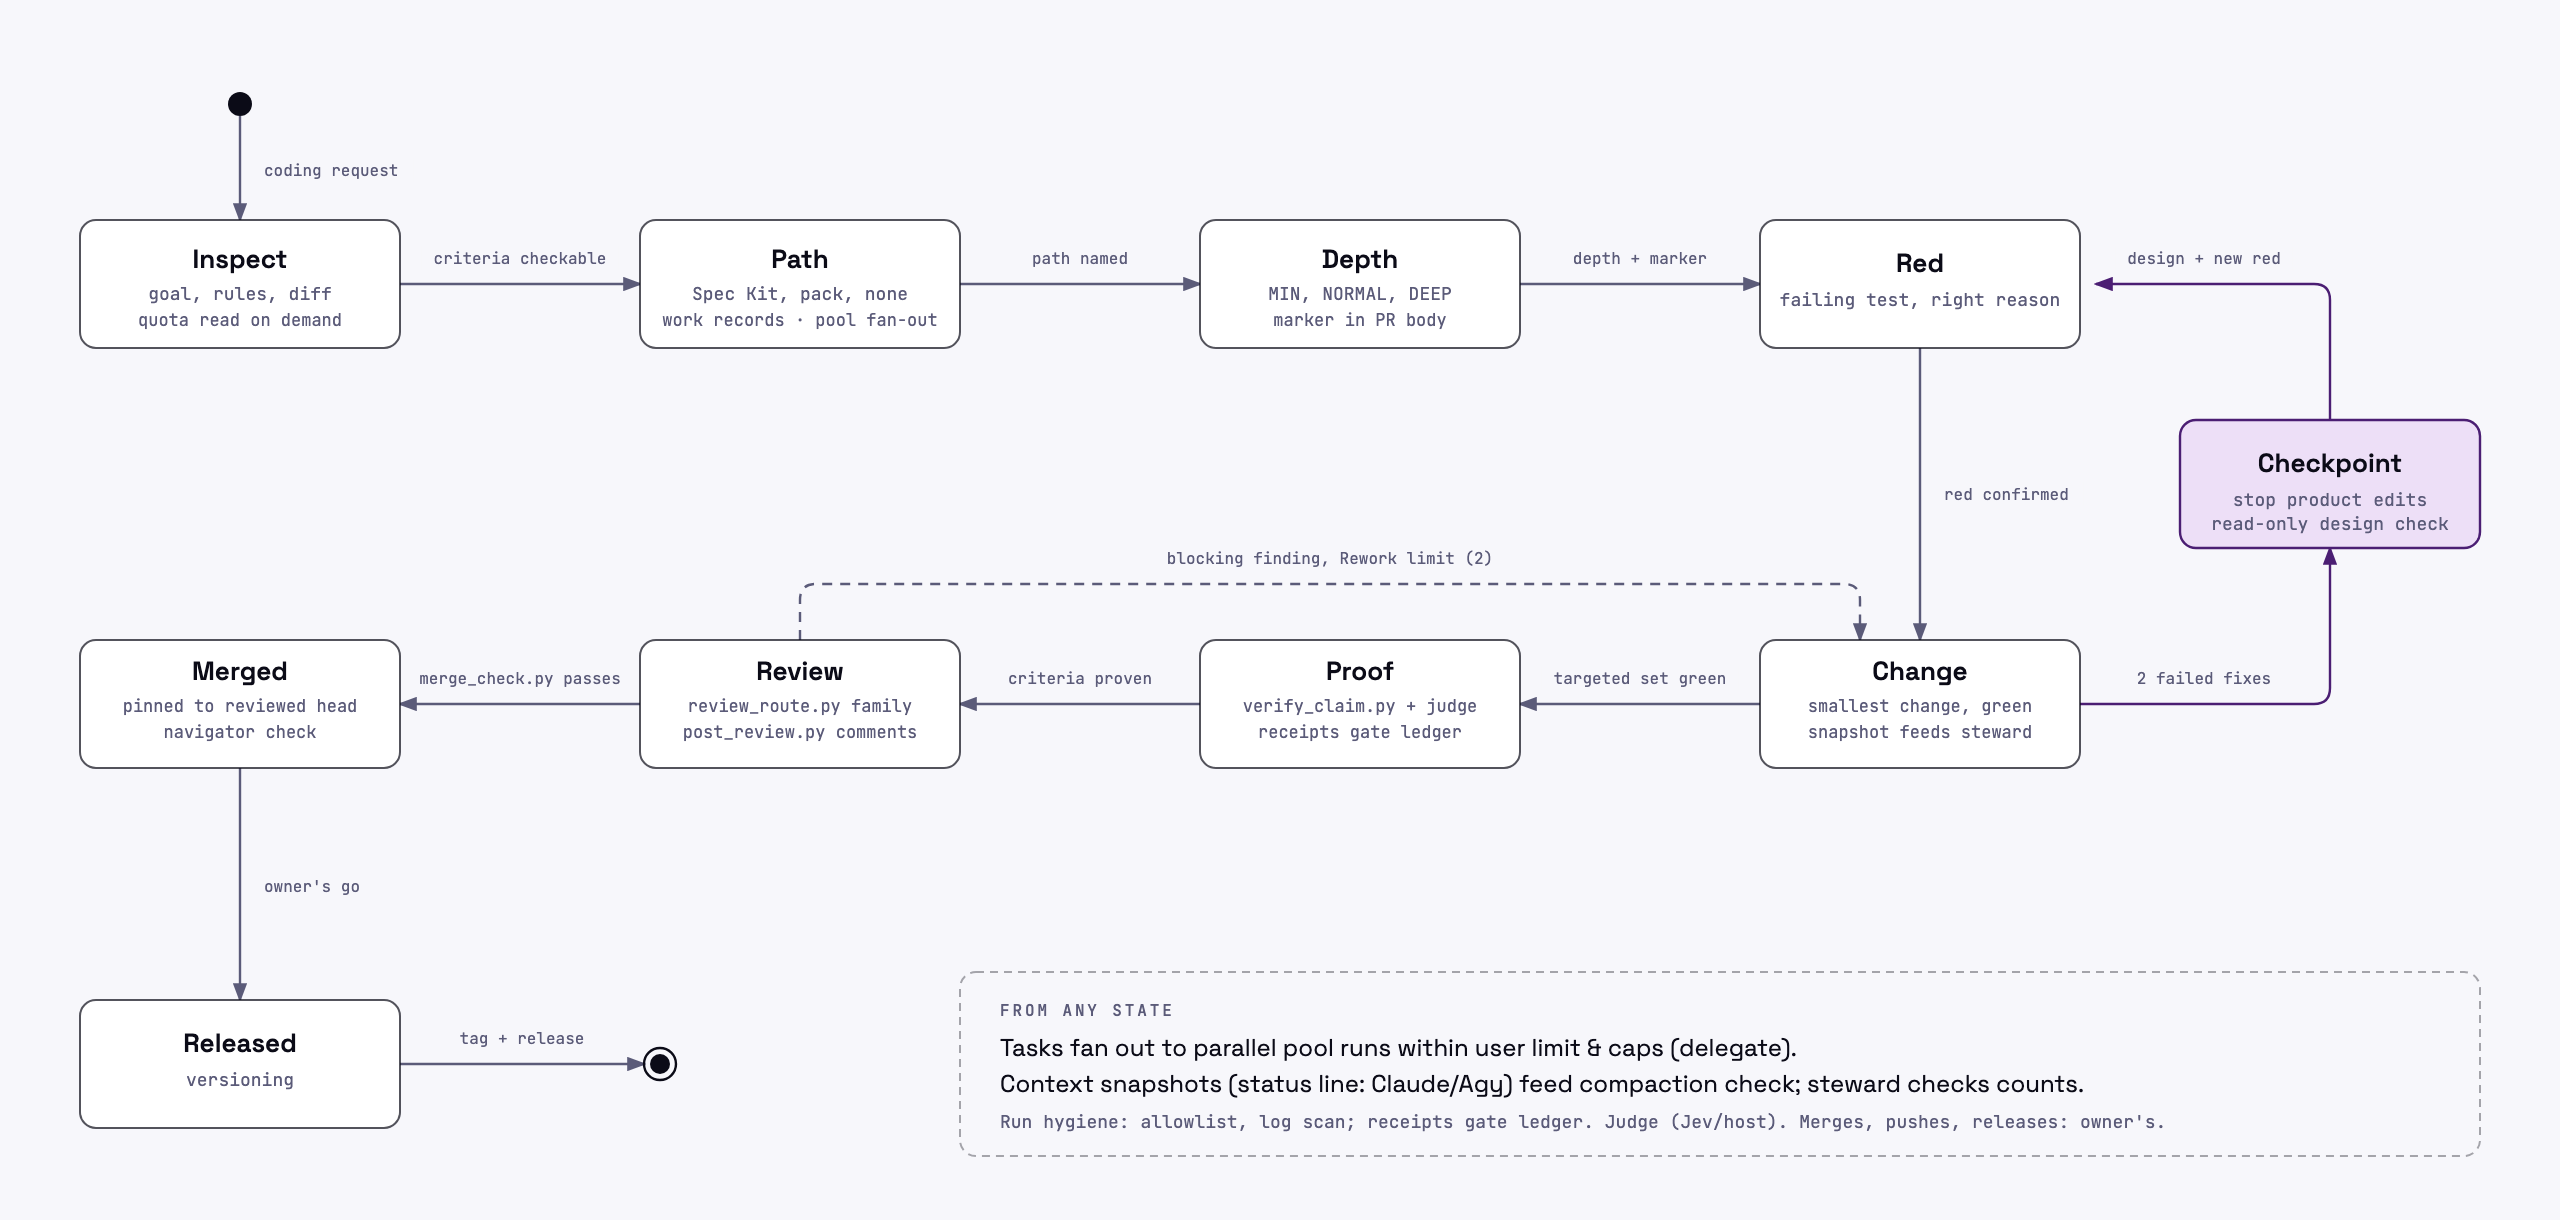 coding request
Inspect
goal, rules, diff
quota read on demand
criteria checkable
Path
Spec Kit, pack, none
work records · pool fan-out
path named
Depth
MIN, NORMAL, DEEP
marker in PR body
depth + marker
Red
failing test, right reason
design + new red
Checkpoint
stop product edits
read-only design check
red confirmed
blocking finding, Rework limit (2)
Merged
pinned to reviewed head
navigator check
merge_check.py passes
Review
review_route.py family
post_review.py comments
criteria proven
Proof
verify_claim.py + judge
receipts gate ledger
targeted set green
Change
smallest change, green
snapshot feeds steward
2 failed fixes
owner's go
Released
versioning
tag + release
FROM ANY STATE
Tasks fan out to parallel pool runs within user limit & caps (delegate).
Context snapshots (status line: Claude/Agy) feed compaction check; steward checks counts.
Run hygiene: allowlist, log scan; receipts gate ledger. Judge (Jev/host). Merges, pushes, releases: owner's.